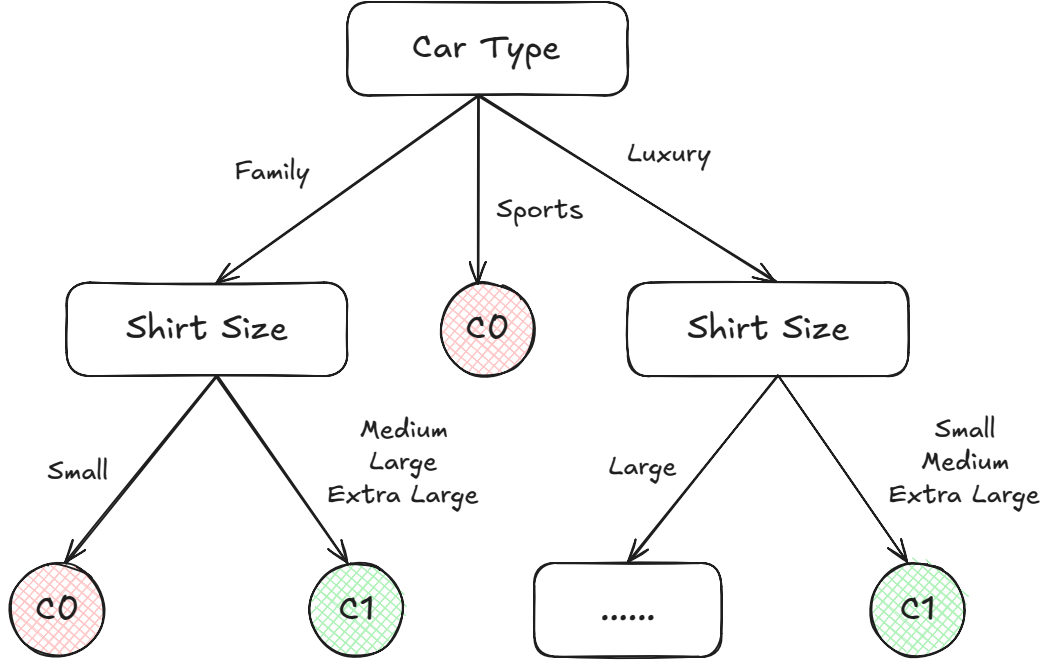 Car Type
Family
Sports
Luxury
Shirt Size
C0
Shirt Size
Small
Medium
Large
Extra Large
Large
Small
Medium
Extra Large
C0
C1
......
C1